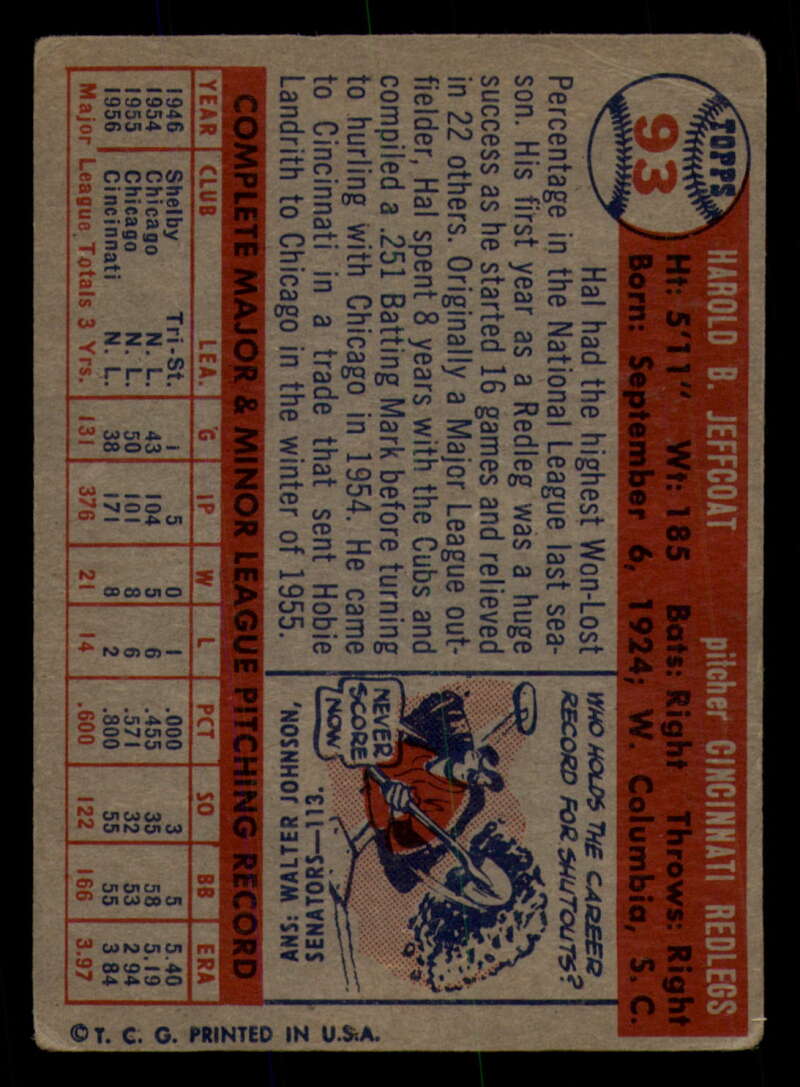 TOPPS
93
HAROLD B. JEFFCOAT pitcher CINCINNATI REDLEGS
Ht: 5'11" Wt: 185 Bats: Right Throws: Right
Born: September 6, 1924; W. Columbia, S. C.
Hal had the highest Won-Lost
Percentage in the National League last sea-
son. His first year as a Redleg was a huge
success as he started 16 games and relieved
in 22 others. Originally a Major League out-
fielder, Hal spent 8 years with the Cubs and
compiled a .251 Batting Mark before turning
to hurling with Chicago in 1954. He came
to Cincinnati in a trade that sent Hobie
Landrith to Chicago in the winter of 1955.
WHO HOLDS THE CAREER
RECORD FOR SHUTOUTS?
NEVER
SCORE
NOW
ANS: WALTER JOHNSON,
SENATORS—113.
COMPLETE MAJOR & MINOR LEAGUE PITCHING RECORD
YEAR CLUB LEA. G IP W L PCT SO BB ERA
1946 Shelby Tri-St. 1 5 0 1 .000 3 5 5.40
1954 Chicago N. L. 43 104 5 6 .455 35 58 5.19
1955 Chicago N. L. 50 101 8 6 .571 32 53 2.94
1956 Cincinnati N. L. 38 171 8 2 .800 55 55 3.84
Major League Totals 3 Yrs. 131 376 21 14 .600 122 166 3.97
© T. C. G. PRINTED IN U.S.A.